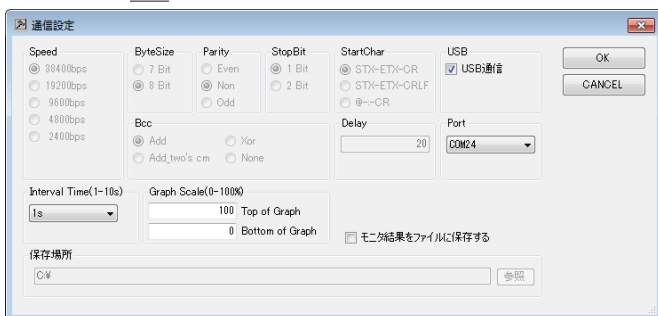 通信設定
Speed
38400bps
19200bps
9600bps
4800bps
2400bps
ByteSize
7 Bit
8 Bit
Parity
Even
Non
Odd
StopBit
1 Bit
2 Bit
StartChar
STX-ETX-CR
STX-ETX-CRLF
@-:-CR
USB
USB通信
OK
CANCEL
Bcc
Add
Xor
Add_two's cm
None
Delay
20
Port
COM24
Interval Time(1-10s)
1s
Graph Scale(0-100%)
100 Top of Graph
0 Bottom of Graph
モニタ結果をファイルに保存する
保存場所
C:¥
参照